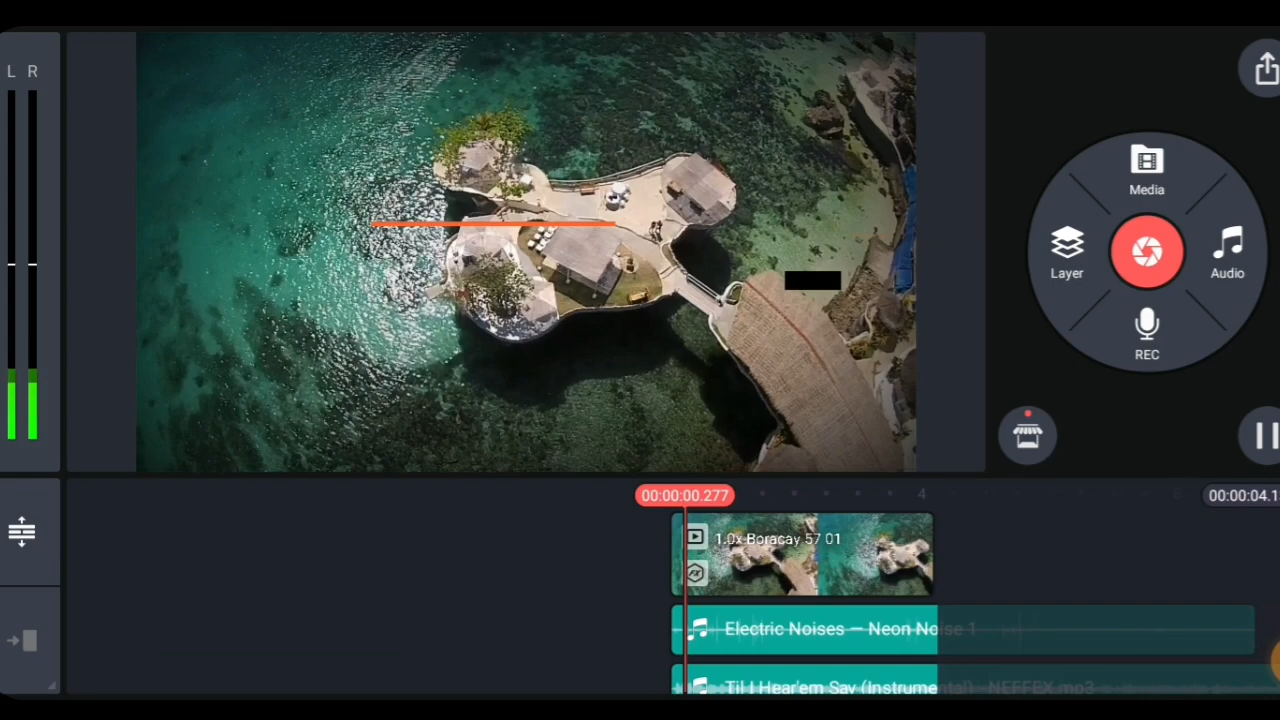 L R
Media
Layer
Audio
REC
00:00:00.277
4
8
00:00:04.1
1.0x Boracay 57 01
Electric Noises — Neon Noise 1
Til I Hear'em Say (Instrumental) - NEFFEX.mp3